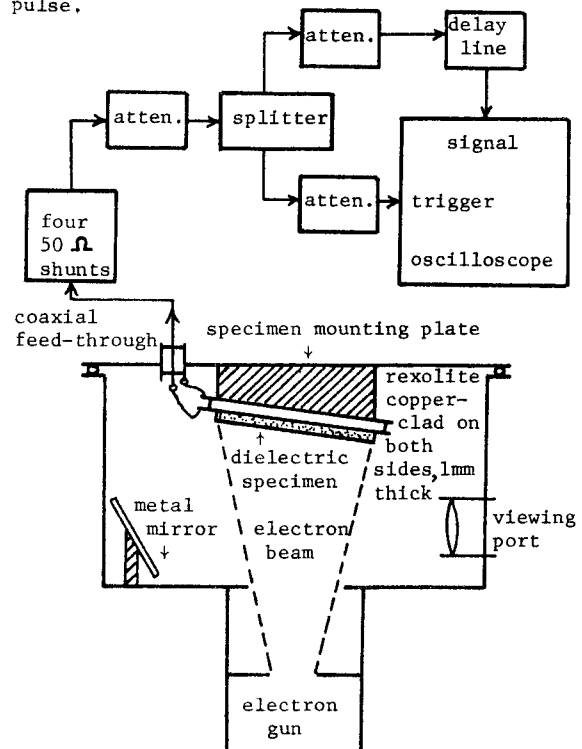 pulse.
atten.
delay
line
atten.
splitter
signal
four
50 Ω
shunts
atten.
trigger
oscilloscope
coaxial
feed-through
specimen mounting plate
rexolite
copper-
clad on
both
sides,1mm
thick
dielectric
specimen
metal
mirror
electron
beam
viewing
port
electron
gun